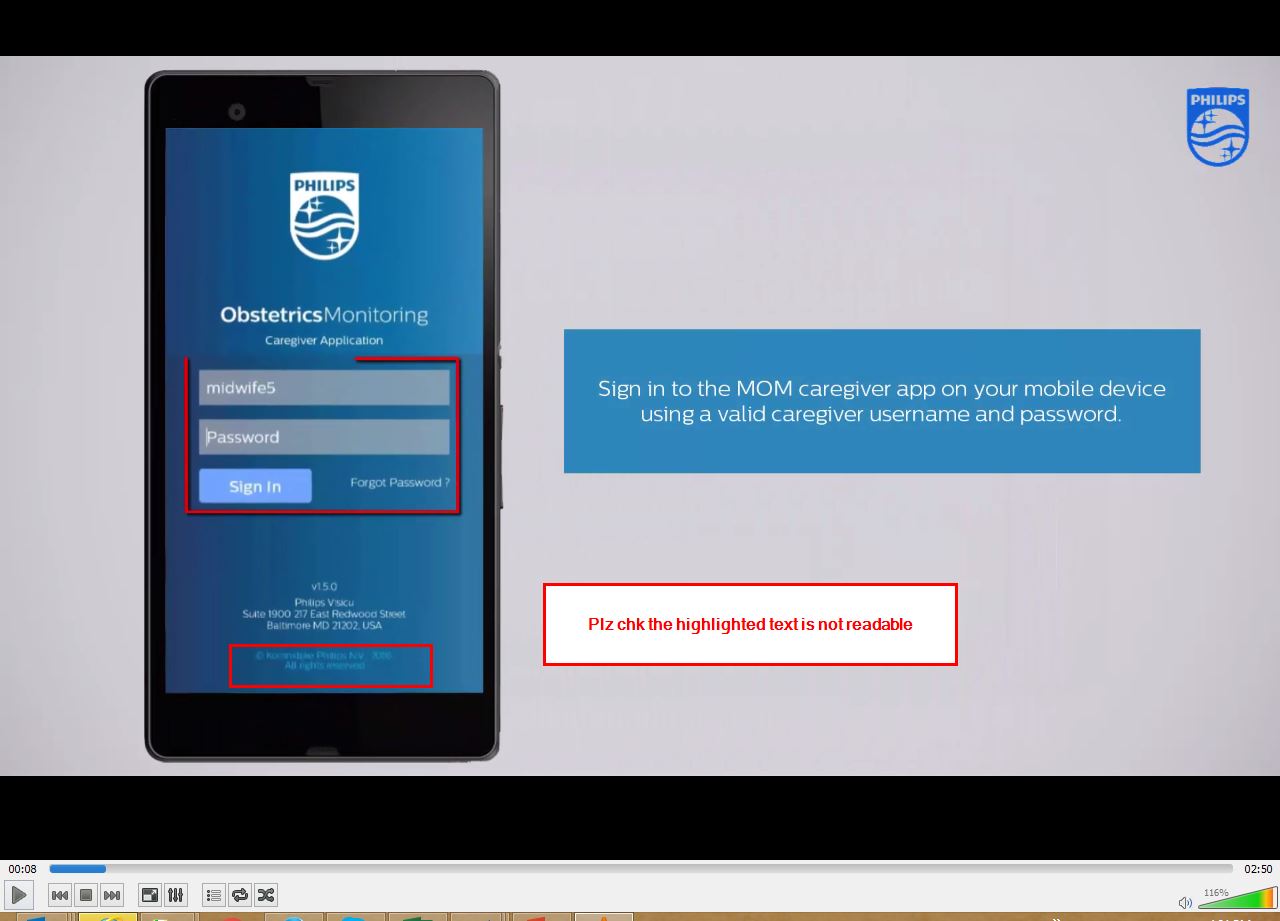 PHILIPS
PHILIPS
ObstetricsMonitoring
Caregiver Application
midwife5
Password
Sign In
Forgot Password ?
v1.5.0
Philips Visicu
Suite 1900 217 East Redwood Street
Baltimore MD 21202, USA
Philips N.V.
All rights reserved
Sign in to the MOM caregiver app on your mobile device
using a valid caregiver username and password.
Plz chk the highlighted text is not readable
00:08
02:50
116%